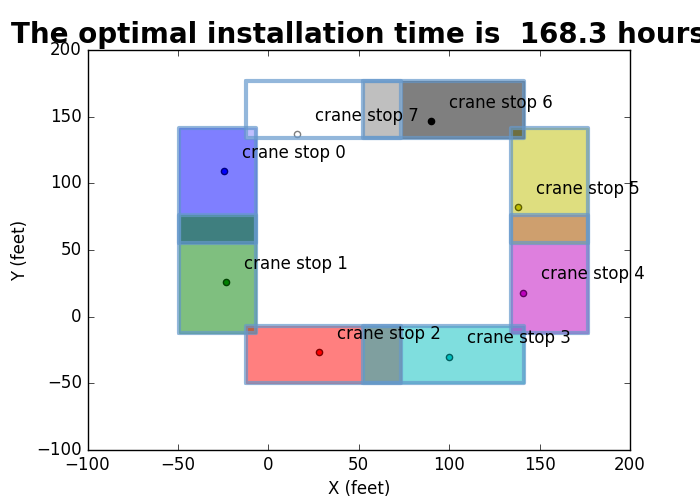 The optimal installation time is  168.3 hours
200
150
100
50
0
−50
−100
Y (feet)
crane stop 6
crane stop 7
crane stop 0
crane stop 5
crane stop 1
crane stop 4
crane stop 2
crane stop 3
−100
−50
0
50
100
150
200
X (feet)